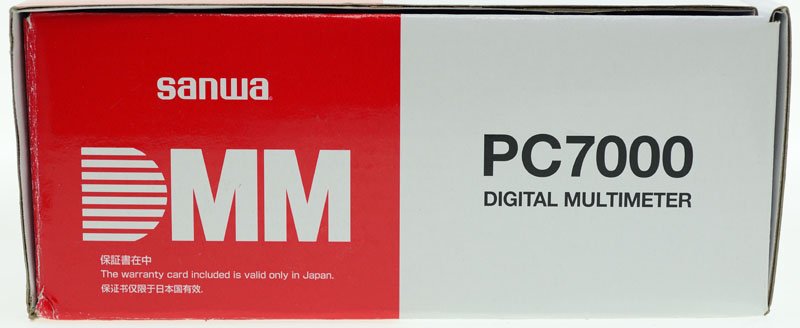 sanwa
DMM
保証書在中
The warranty card included is valid only in Japan.
保证书仅限于日本国有效.
PC7000
DIGITAL MULTIMETER